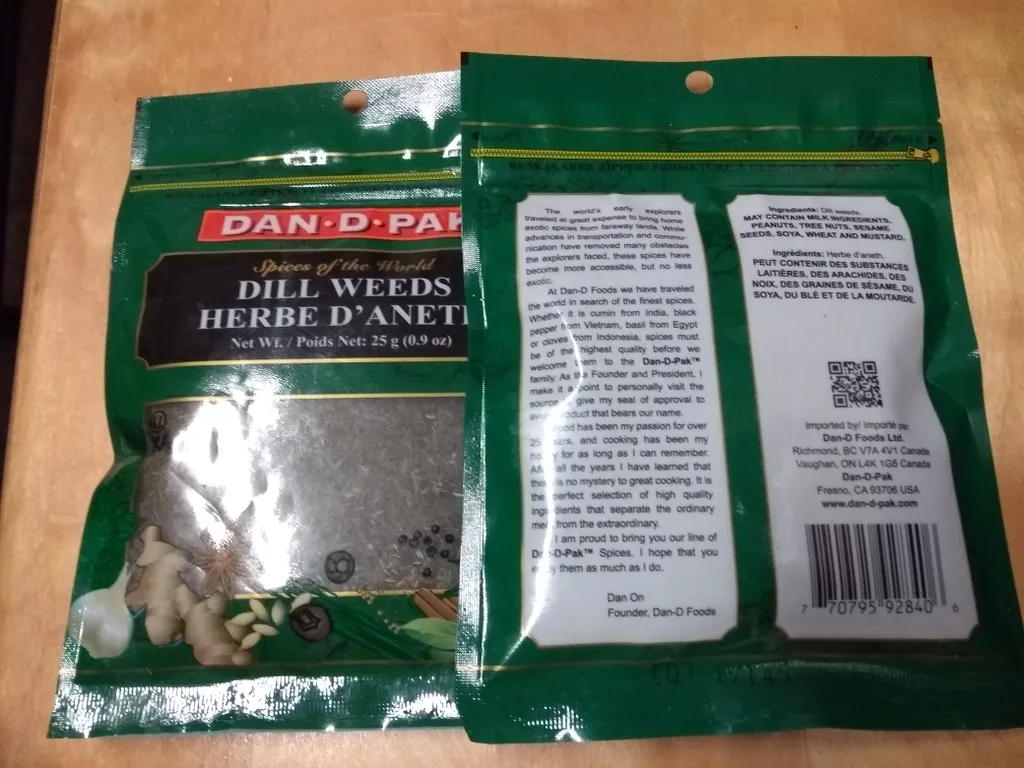 DAN·D·PAK
Spices of the World
DILL WEEDS
HERBE D'ANETH
Net Wt. / Poids Net: 25 g (0.9 oz)
The world's early explorers
traveled at great expense to bring home
exotic spices from faraway lands. While
advances in transportation and commu-
nication have removed many obstacles
the explorers faced, these spices have
become more accessible, but no less
exotic.
At Dan-D Foods we have traveled
the world in search of the finest spices.
Whether it is cumin from India, black
pepper from Vietnam, basil from Egypt
or cloves from Indonesia, spices must
be of the highest quality before we
welcome them to the Dan-D-Pak™
family. As the Founder and President, I
make it a point to personally visit the
source to give my seal of approval to
every product that bears our name.
Food has been my passion for over
25 years, and cooking has been my
hobby for as long as I can remember.
After all the years I have learned that
there is no mystery to great cooking. It is
the perfect selection of high quality
ingredients that separate the ordinary
meal from the extraordinary.
I am proud to bring you our line of
Dan-D-Pak™ Spices. I hope that you
enjoy them as much as I do.
Dan On
Founder, Dan-D Foods
Ingredients: Dill weeds.
MAY CONTAIN MILK INGREDIENTS,
PEANUTS, TREE NUTS, SESAME
SEEDS, SOYA, WHEAT AND MUSTARD.
Ingrédients: Herbe d'aneth.
PEUT CONTENIR DES SUBSTANCES
LAITIÈRES, DES ARACHIDES, DES
NOIX, DES GRAINES DE SÉSAME, DU
SOYA, DU BLÉ ET DE LA MOUTARDE.
Imported by/ Importé par:
Dan-D Foods Ltd.
Richmond, BC V7A 4V1 Canada
Vaughan, ON L4K 1G5 Canada
Dan-D-Pak
Fresno, CA 93706 USA
www.dan-d-pak.com
7 70795 92840 6